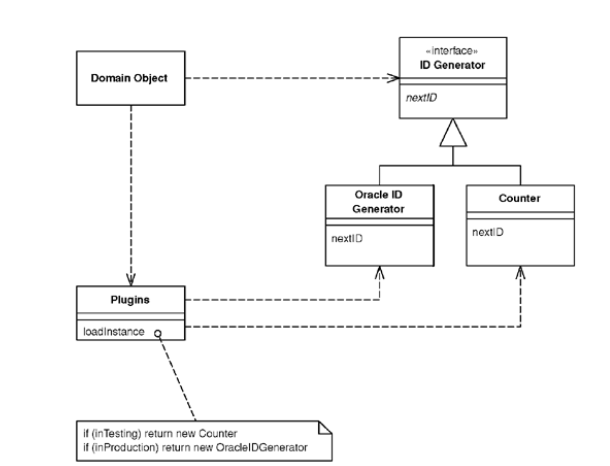 «interface»
ID Generator
nextID
Domain Object
Oracle ID
Generator
nextID
Counter
nextID
Plugins
loadInstance
if (inTesting) return new Counter
if (inProduction) return new OracleIDGenerator